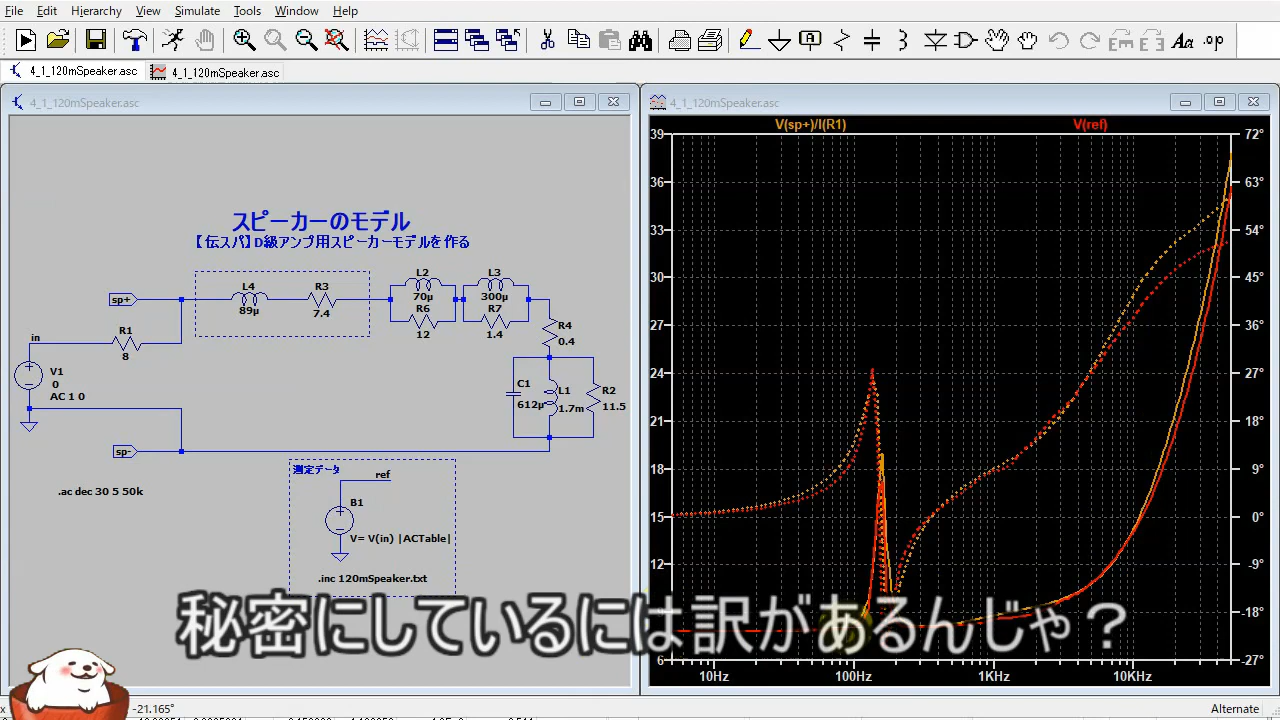 File Edit Hierarchy View Simulate Tools Window Help
.op
4_1_120mSpeaker.asc 4_1_120mSpeaker.asc
4_1_120mSpeaker.asc
スピーカーのモデル
【伝スパ】D級アンプ用スピーカーモデルを作る
L4
89µ
R3
7.4
L2
70µ
R6
12
L3
300µ
R7
1.4
sp+
in
R1
8
R4
0.4
V1
0
AC 1 0
C1
612µ
L1
1.7m
R2
11.5
sp-
.ac dec 30 5 50k
測定データ
ref
B1
V= V(in) |ACTable|
.inc 120mSpeaker.txt
4_1_120mSpeaker.asc
V(sp+)/I(R1) V(ref)
39 72°
36 63°
33 54°
30 45°
27 36°
24 27°
21 18°
18 9°
15 0°
12 -9°
-18°
6 -27°
10Hz 100Hz 1KHz 10KHz
秘密にしているには訳があるんじゃ？
x -21.165° Alternate